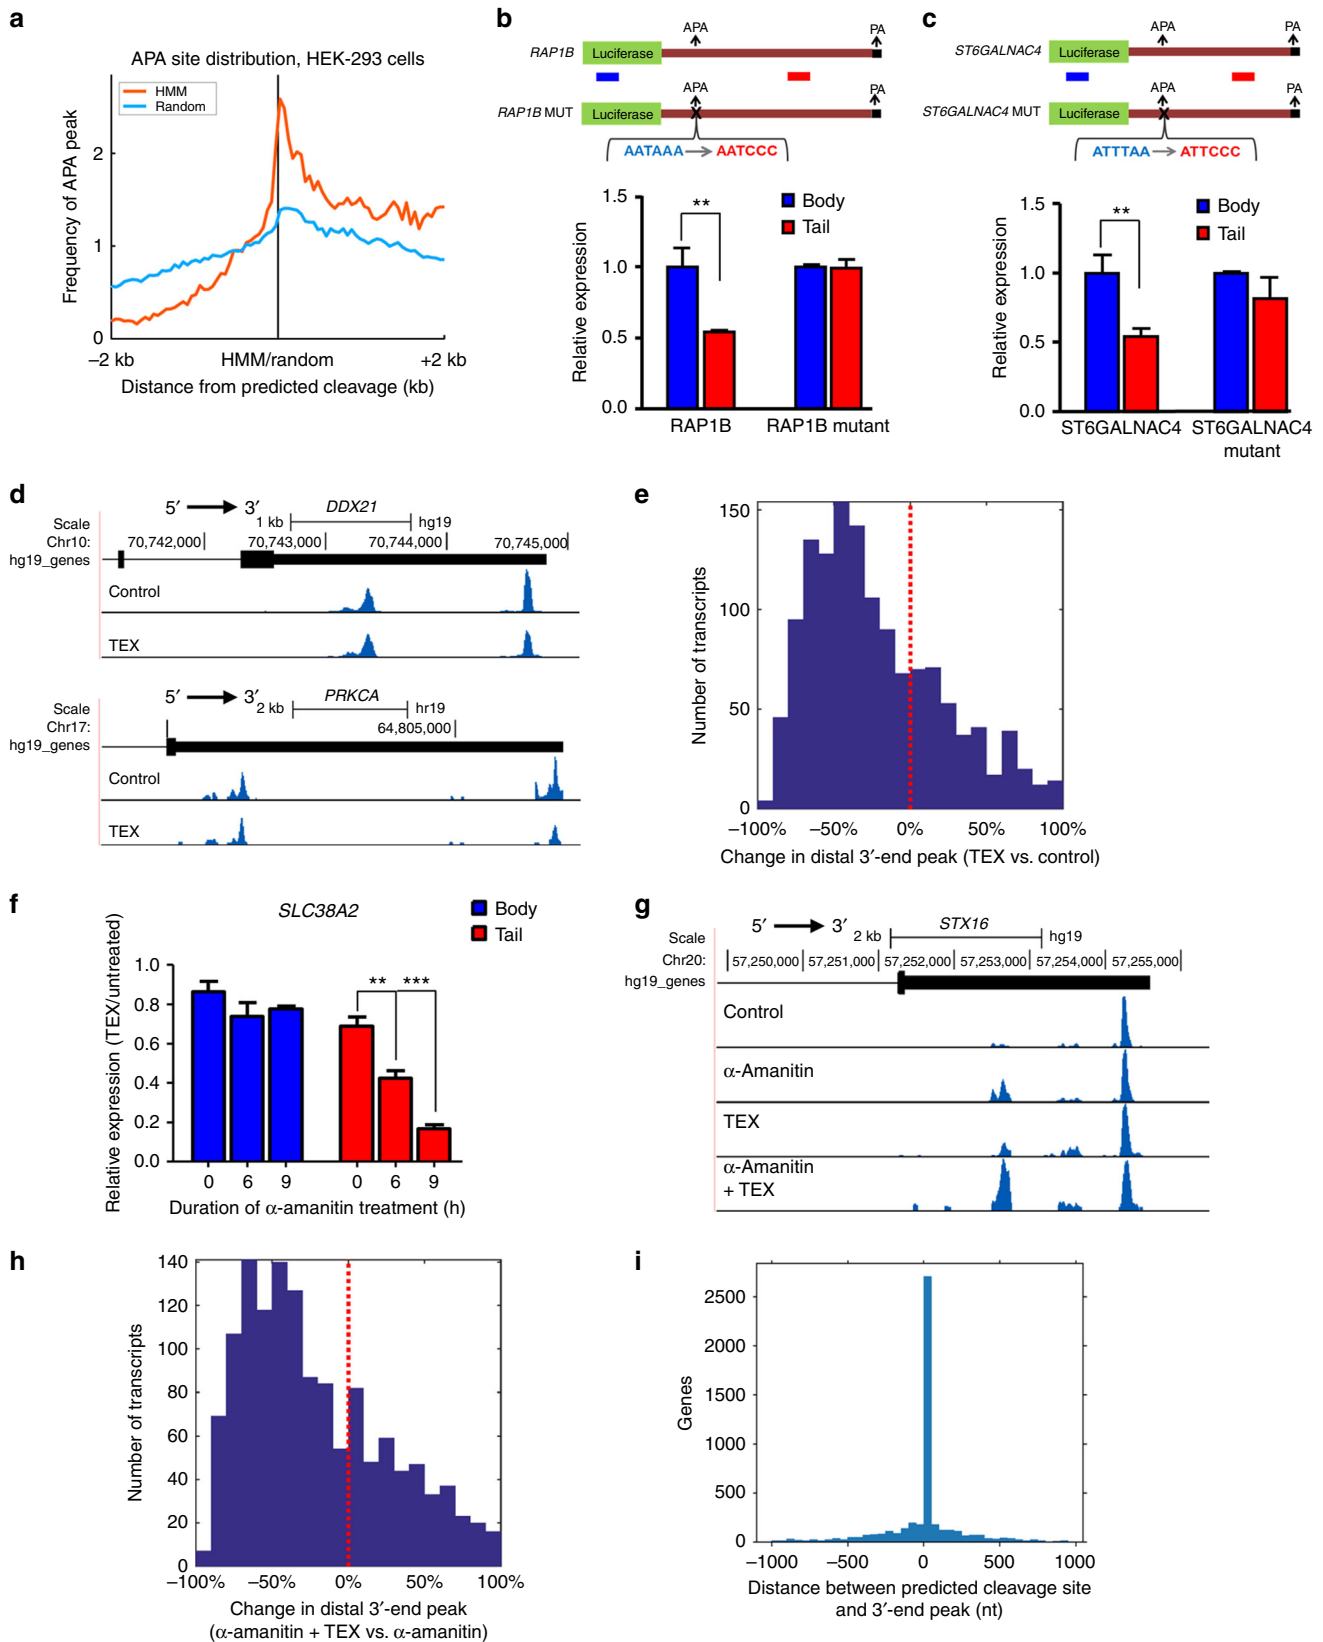 a
APA site distribution, HEK-293 cells
HMM
Random
Frequency of APA peak
2
1
0
–2 kb
HMM/random
+2 kb
Distance from predicted cleavage (kb)
b
APA
PA
RAP1B
Luciferase
APA
PA
RAP1B MUT
Luciferase
X
AATAAA
AATCCC
Relative expression
1.5
1.0
0.5
0.0
**
Body
Tail
RAP1B
RAP1B mutant
c
APA
PA
ST6GALNAC4
Luciferase
APA
PA
ST6GALNAC4 MUT
Luciferase
X
ATTTAA
ATTCCC
Relative expression
1.5
1.0
0.5
0.0
**
Body
Tail
ST6GALNAC4
ST6GALNAC4
mutant
d
5′
3′
DDX21
Scale
1 kb
hg19
Chr10:
70,742,000
70,743,000
70,744,000
70,745,000
hg19_genes
Control
TEX
5′
3′
PRKCA
Scale
2 kb
hr19
Chr17:
64,805,000
hg19_genes
Control
TEX
e
Number of transcripts
150
100
50
0
–100%
–50%
0%
50%
100%
Change in distal 3′-end peak (TEX vs. control)
f
SLC38A2
Body
Tail
Relative expression (TEX/untreated)
1.0
0.8
0.6
0.4
0.2
0.0
**
***
0
6
9
0
6
9
Duration of α-amanitin treatment (h)
g
5′
3′
STX16
Scale
2 kb
hg19
Chr20:
57,250,000
57,251,000
57,252,000
57,253,000
57,254,000
57,255,000
hg19_genes
Control
α-Amanitin
TEX
α-Amanitin
+ TEX
h
Number of transcripts
140
120
100
80
60
40
20
0
–100%
–50%
0%
50%
100%
Change in distal 3′-end peak
(α-amanitin + TEX vs. α-amanitin)
i
Genes
2500
2000
1500
1000
500
0
–1000
–500
0
500
1000
Distance between predicted cleavage site
and 3′-end peak (nt)